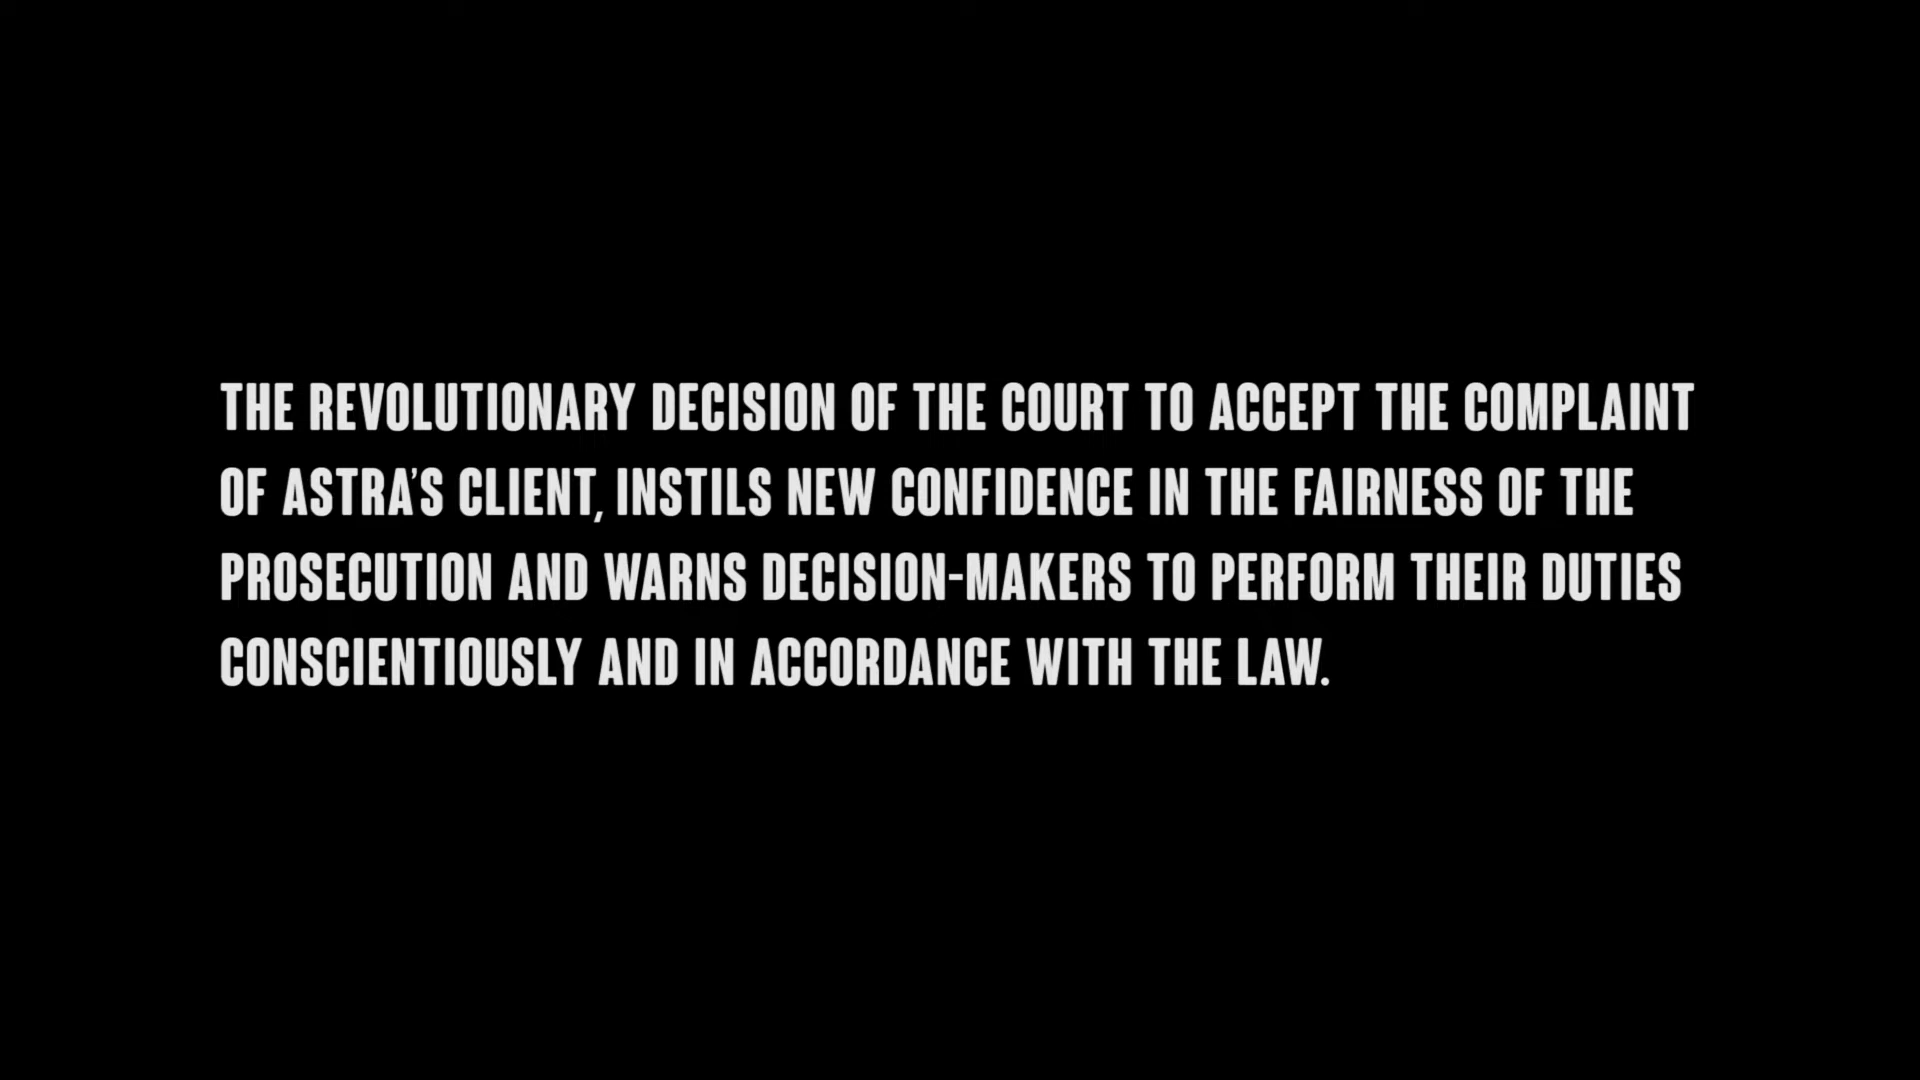 THE REVOLUTIONARY DECISION OF THE COURT TO ACCEPT THE COMPLAINT
OF ASTRA'S CLIENT, INSTILS NEW CONFIDENCE IN THE FAIRNESS OF THE
PROSECUTION AND WARNS DECISION-MAKERS TO PERFORM THEIR DUTIES
CONSCIENTIOUSLY AND IN ACCORDANCE WITH THE LAW.